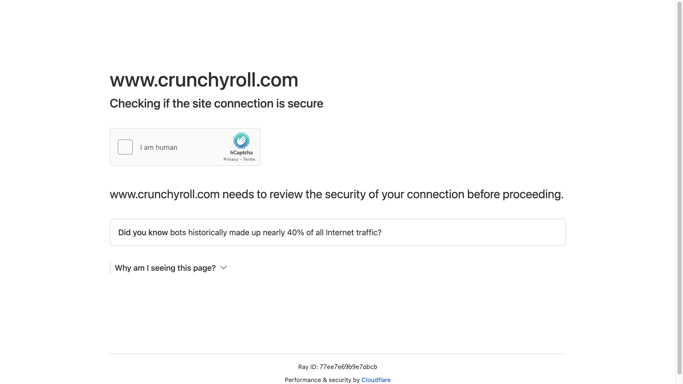 www.crunchyroll.com
Checking if the site connection is secure
I am human
hCaptcha
Privacy - Terms
www.crunchyroll.com needs to review the security of your connection before proceeding.
Did you know bots historically made up nearly 40% of all Internet traffic?
Why am I seeing this page?
Ray ID: 77ee7e69b9e7abcb
Performance & security by Cloudflare